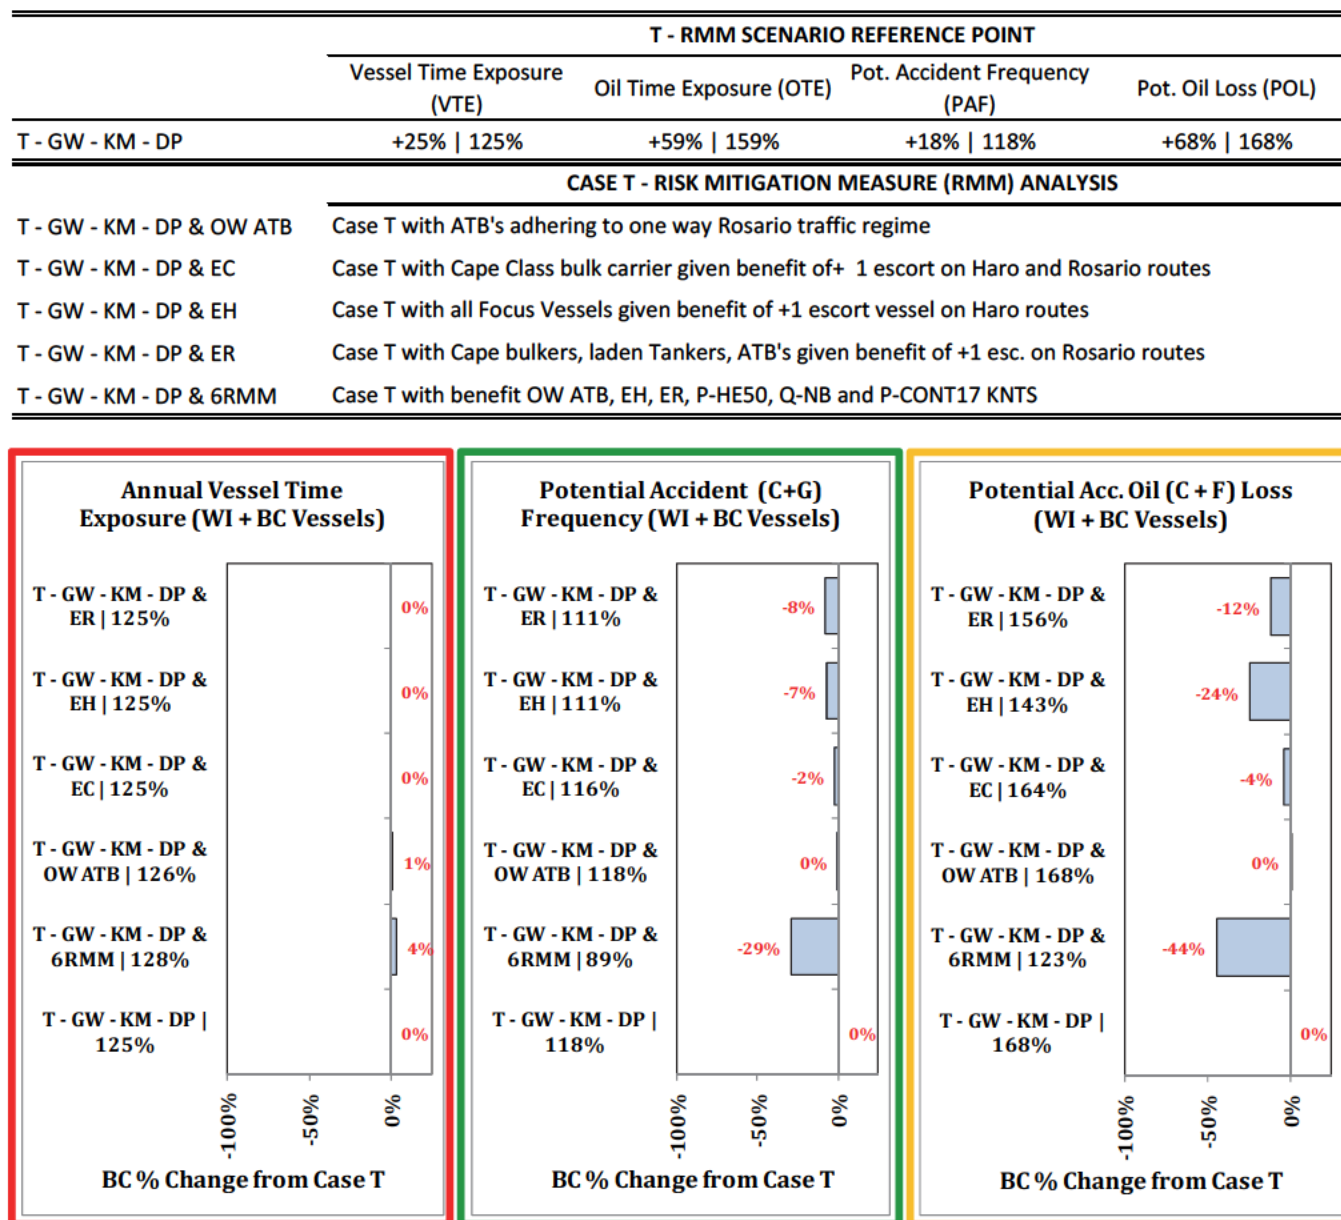 T - RMM SCENARIO REFERENCE POINT
Vessel Time Exposure (VTE) Oil Time Exposure (OTE) Pot. Accident Frequency (PAF) Pot. Oil Loss (POL)
T - GW - KM - DP +25% | 125% +59% | 159% +18% | 118% +68% | 168%
CASE T - RISK MITIGATION MEASURE (RMM) ANALYSIS
T - GW - KM - DP & OW ATB Case T with ATB's adhering to one way Rosario traffic regime
T - GW - KM - DP & EC Case T with Cape Class bulk carrier given benefit of+ 1 escort on Haro and Rosario routes
T - GW - KM - DP & EH Case T with all Focus Vessels given benefit of +1 escort vessel on Haro routes
T - GW - KM - DP & ER Case T with Cape bulkers, laden Tankers, ATB's given benefit of +1 esc. on Rosario routes
T - GW - KM - DP & 6RMM Case T with benefit OW ATB, EH, ER, P-HE50, Q-NB and P-CONT17 KNTS
Annual Vessel Time
Exposure (WI + BC Vessels)
T - GW - KM - DP &
ER | 125%
0%
T - GW - KM - DP &
EH | 125%
0%
T - GW - KM - DP &
EC | 125%
0%
T - GW - KM - DP &
OW ATB | 126%
1%
T - GW - KM - DP &
6RMM | 128%
4%
T - GW - KM - DP |
125%
0%
-100% -50% 0%
BC % Change from Case T
Potential Accident (C+G)
Frequency (WI + BC Vessels)
T - GW - KM - DP &
ER | 111%
-8%
T - GW - KM - DP &
EH | 111%
-7%
T - GW - KM - DP &
EC | 116%
-2%
T - GW - KM - DP &
OW ATB | 118%
0%
T - GW - KM - DP &
6RMM | 89%
-29%
T - GW - KM - DP |
118%
0%
-100% -50% 0%
BC % Change from Case T
Potential Acc. Oil (C + F) Loss
(WI + BC Vessels)
T - GW - KM - DP &
ER | 156%
-12%
T - GW - KM - DP &
EH | 143%
-24%
T - GW - KM - DP &
EC | 164%
-4%
T - GW - KM - DP &
OW ATB | 168%
0%
T - GW - KM - DP &
6RMM | 123%
-44%
T - GW - KM - DP |
168%
0%
-100% -50% 0%
BC % Change from Case T